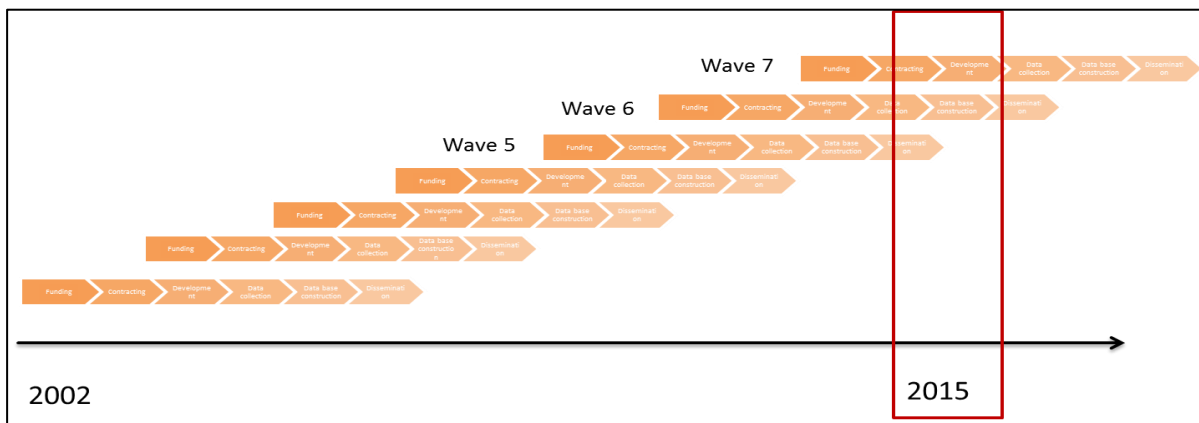 Wave 7
Funding
Contracting
Developme
nt
Data
collection
Data base
construction
Disseminati
on
Wave 6
Funding
Contracting
Developme
nt
Data
collection
Data base
construction
Disseminati
on
Wave 5
Funding
Contracting
Developme
nt
Data
collection
Data base
construction
Disseminati
on
Funding
Contracting
Developme
nt
Data
collection
Data base
construction
Disseminati
on
Funding
Contracting
Developme
nt
Data
collection
Data base
construction
Disseminati
on
Funding
Contracting
Developme
nt
Data
collection
Data base
constructio
n
Disseminati
on
Funding
Contracting
Developme
nt
Data
collection
Data base
construction
Disseminati
on
2002
2015